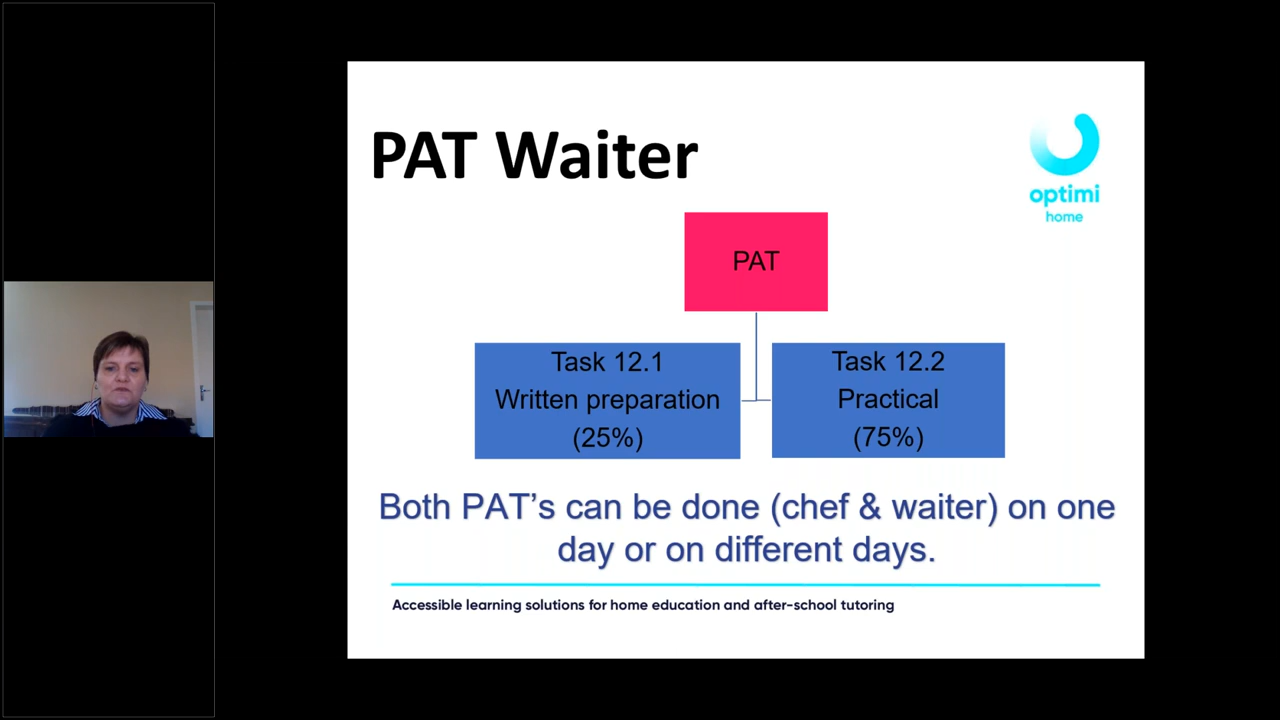 PAT Waiter
optimi
home
PAT
Task 12.1
Written preparation
(25%)
Task 12.2
Practical
(75%)
Both PAT’s can be done (chef & waiter) on one
day or on different days.
Accessible learning solutions for home education and after-school tutoring